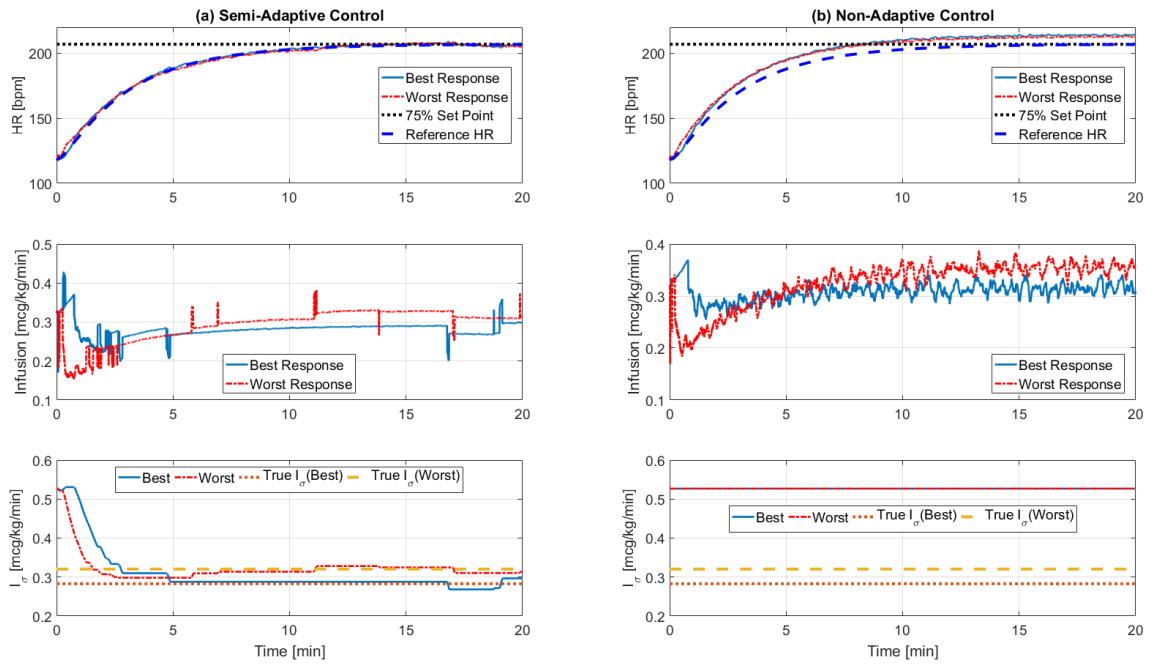 (a) Semi-Adaptive Control
HR [bpm]
200
150
100
Best Response
Worst Response
75% Set Point
Reference HR
0 5 10 15 20
Infusion [mcg/kg/min]
0.5
0.4
0.3
0.2
0.1
Best Response
Worst Response
0 5 10 15 20
I_σ [mcg/kg/min]
0.6
0.5
0.4
0.3
0.2
Best Worst True I_σ(Best) True I_σ(Worst)
0 5 10 15 20
Time [min]
(b) Non-Adaptive Control
HR [bpm]
200
150
100
Best Response
Worst Response
75% Set Point
Reference HR
0 5 10 15 20
Infusion [mcg/kg/min]
0.4
0.3
0.2
0.1
Best Response
Worst Response
0 5 10 15 20
I_σ [mcg/kg/min]
0.6
0.5
0.4
0.3
0.2
Best Worst True I_σ(Best) True I_σ(Worst)
0 5 10 15 20
Time [min]